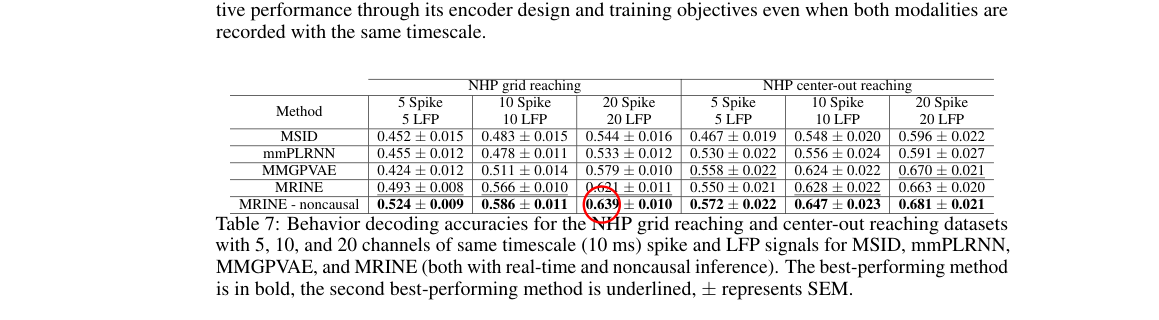 tive performance through its encoder design and training objectives even when both modalities are
recorded with the same timescale.
NHP grid reaching NHP center-out reaching
Method 5 Spike 5 LFP 10 Spike 10 LFP 20 Spike 20 LFP 5 Spike 5 LFP 10 Spike 10 LFP 20 Spike 20 LFP
MSID 0.452 ± 0.015 0.483 ± 0.015 0.544 ± 0.016 0.467 ± 0.019 0.548 ± 0.020 0.596 ± 0.022
mmPLRNN 0.455 ± 0.012 0.478 ± 0.011 0.533 ± 0.012 0.530 ± 0.022 0.556 ± 0.024 0.591 ± 0.027
MMGPVAE 0.424 ± 0.012 0.511 ± 0.014 0.579 ± 0.010 0.558 ± 0.022 0.624 ± 0.022 0.670 ± 0.021
MRINE 0.493 ± 0.008 0.566 ± 0.010 0.621 ± 0.011 0.550 ± 0.021 0.628 ± 0.022 0.663 ± 0.020
MRINE - noncausal 0.524 ± 0.009 0.586 ± 0.011 0.639 ± 0.010 0.572 ± 0.022 0.647 ± 0.023 0.681 ± 0.021
Table 7: Behavior decoding accuracies for the NHP grid reaching and center-out reaching datasets
with 5, 10, and 20 channels of same timescale (10 ms) spike and LFP signals for MSID, mmPLRNN,
MMGPVAE, and MRINE (both with real-time and noncausal inference). The best-performing method
is in bold, the second best-performing method is underlined, ± represents SEM.